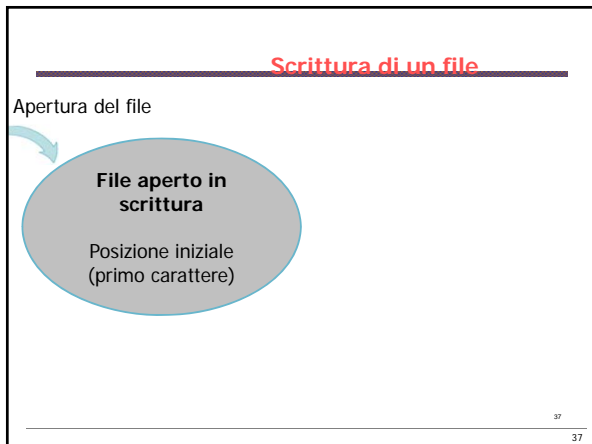 Scrittura di un file
Apertura del file
File aperto in
scrittura
Posizione iniziale
(primo carattere)
37
37